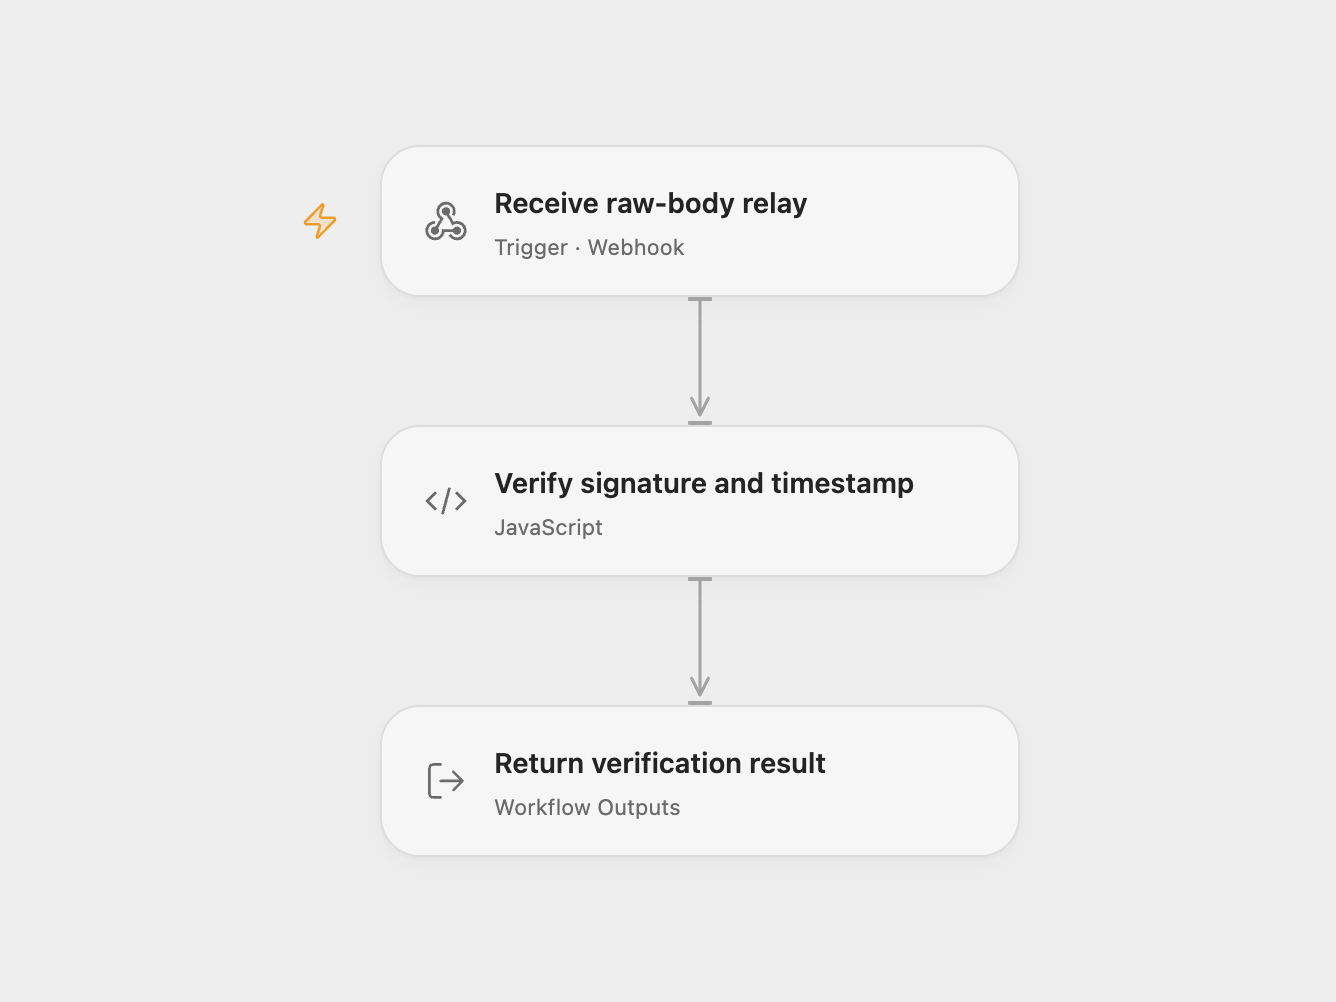 Receive raw-body relay
Trigger · Webhook
Verify signature and timestamp
JavaScript
Return verification result
Workflow Outputs